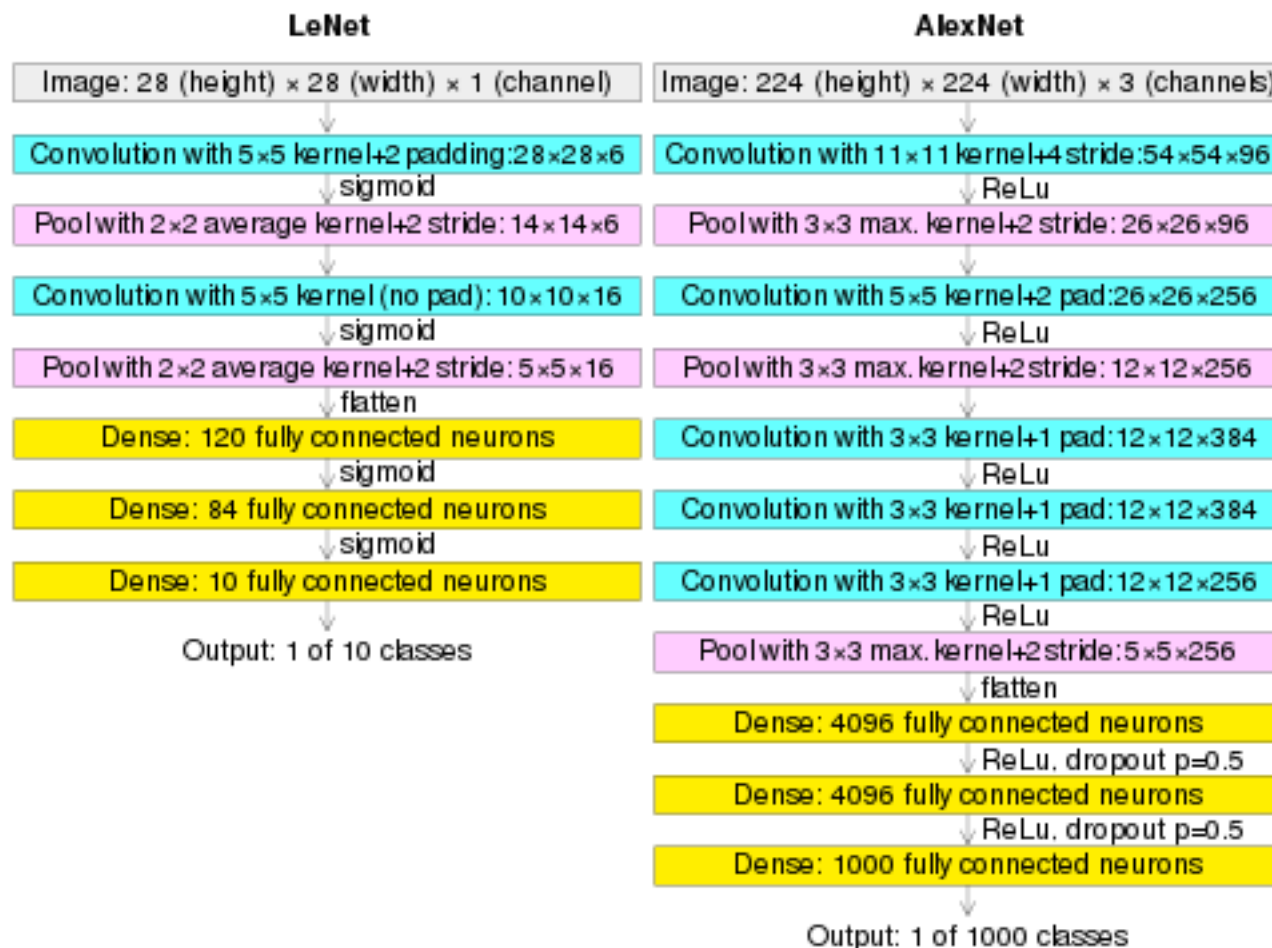 LeNet
Image: 28 (height) × 28 (width) × 1 (channel)
Convolution with 5×5 kernel+2 padding:28×28×6
sigmoid
Pool with 2×2 average kernel+2 stride: 14×14×6
Convolution with 5×5 kernel (no pad): 10×10×16
sigmoid
Pool with 2×2 average kernel+2 stride: 5×5×16
flatten
Dense: 120 fully connected neurons
sigmoid
Dense: 84 fully connected neurons
sigmoid
Dense: 10 fully connected neurons
Output: 1 of 10 classes
AlexNet
Image: 224 (height) × 224 (width) × 3 (channels)
Convolution with 11×11 kernel+4 stride:54×54×96
ReLu
Pool with 3×3 max. kernel+2 stride: 26×26×96
Convolution with 5×5 kernel+2 pad:26×26×256
ReLu
Pool with 3×3 max. kernel+2 stride: 12×12×256
Convolution with 3×3 kernel+1 pad:12×12×384
ReLu
Convolution with 3×3 kernel+1 pad:12×12×384
ReLu
Convolution with 3×3 kernel+1 pad:12×12×256
ReLu
Pool with 3×3 max. kernel+2 stride: 5×5×256
flatten
Dense: 4096 fully connected neurons
ReLu, dropout p=0.5
Dense: 4096 fully connected neurons
ReLu, dropout p=0.5
Dense: 1000 fully connected neurons
Output: 1 of 1000 classes